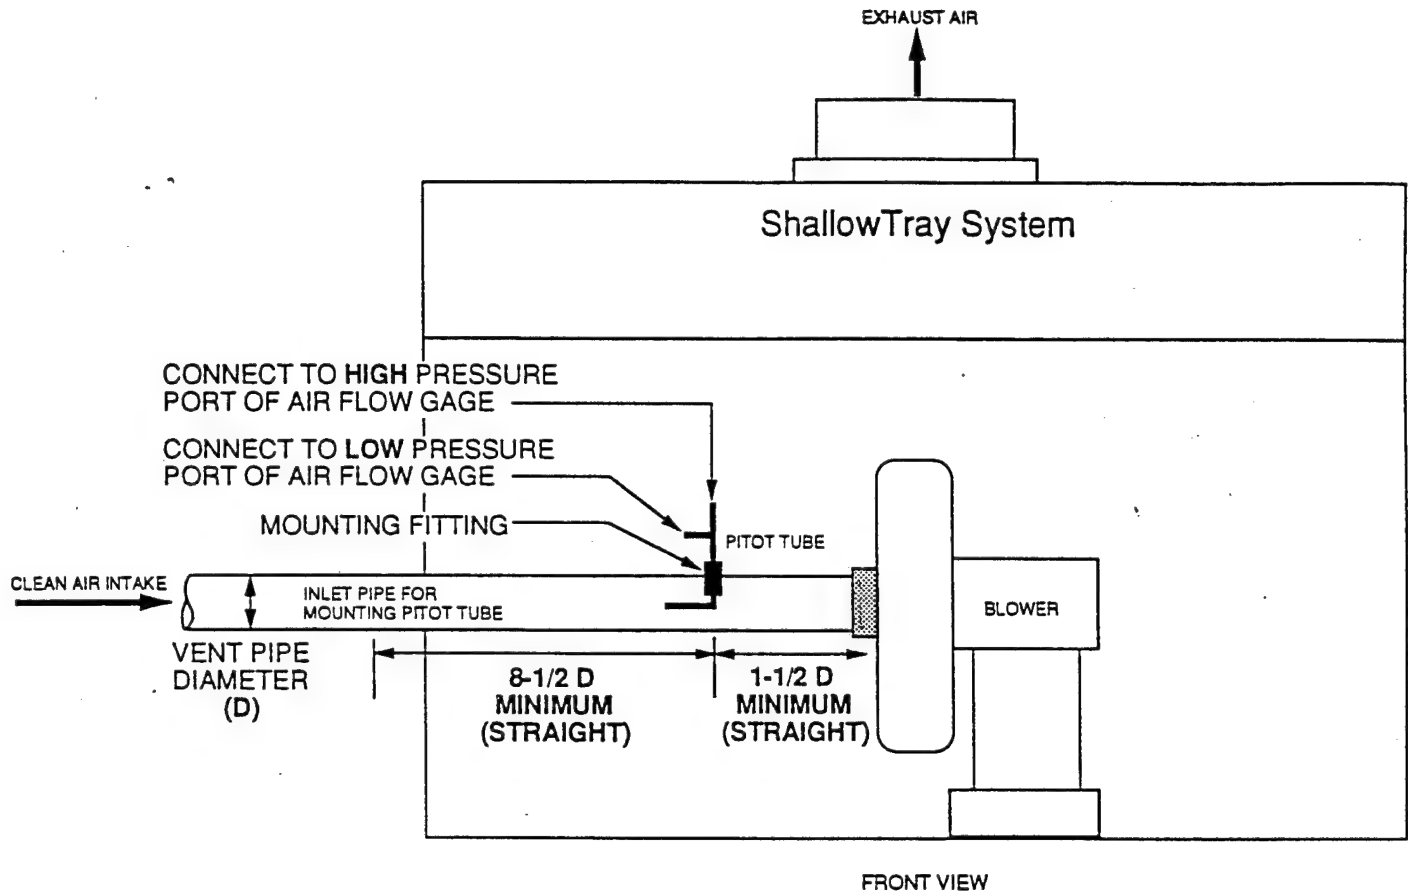 EXHAUST AIR
ShallowTray System
CONNECT TO HIGH PRESSURE
PORT OF AIR FLOW GAGE
CONNECT TO LOW PRESSURE
PORT OF AIR FLOW GAGE
MOUNTING FITTING
PITOT TUBE
CLEAN AIR INTAKE
INLET PIPE FOR
MOUNTING PITOT TUBE
BLOWER
VENT PIPE
DIAMETER
(D)
8-1/2 D
MINIMUM
(STRAIGHT)
1-1/2 D
MINIMUM
(STRAIGHT)
FRONT VIEW